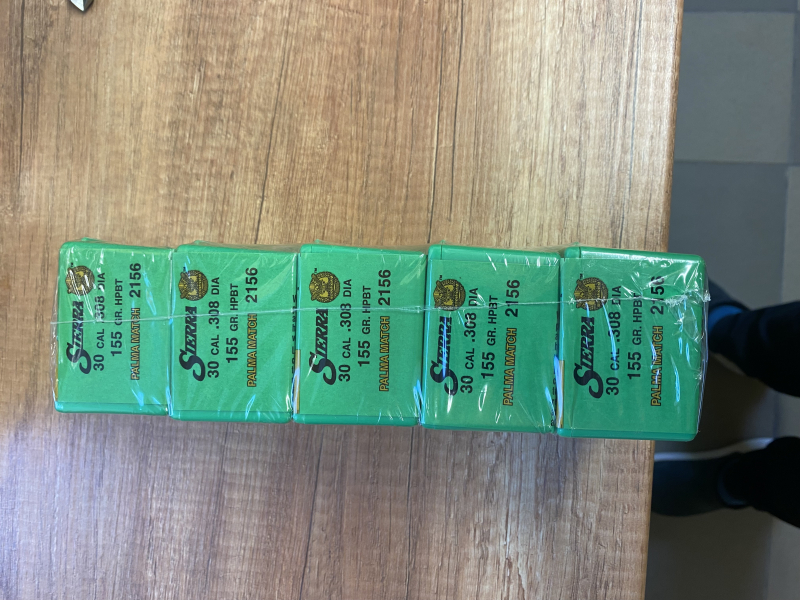 SIERRA
30 CAL .308 DIA
155 GR. HPBT
PALMA MATCH 2156
SIERRA
30 CAL .308 DIA
155 GR. HPBT
PALMA MATCH 2156
SIERRA
30 CAL .308 DIA
155 GR. HPBT
PALMA MATCH 2156
SIERRA
30 CAL .308 DIA
155 GR. HPBT
PALMA MATCH 2156
SIERRA
30 CAL .308 DIA
155 GR. HPBT
PALMA MATCH 2156